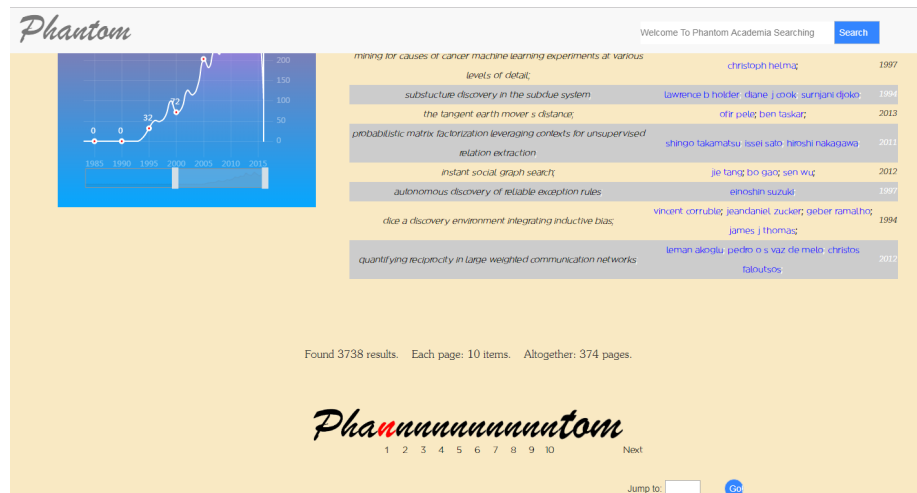 Phantom
Welcome To Phantom Academia Searching Search
200
150
100
50
0
0 0 32 72
1985 1990 1995 2000 2005 2010 2015
mining for causes of cancer machine learning experiments at various
levels of detail;
christoph helma; 1997
substucture discovery in the subdue system lawrence b holder; diane j cook; surnjani djoko; 1994
the tangent earth mover s distance; ofir pele; ben taskar; 2013
probabilistic matrix factorization leveraging contexts for unsupervised
relation extraction
shingo takamatsu; issei sato; hiroshi nakagawa; 2011
instant social graph search; jie tang; bo gao; sen wu; 2012
autonomous discovery of reliable exception rules einoshin suzuki; 1997
dice a discovery environment integrating inductive bias;
vincent corruble; jeandaniel zucker; geber ramalho;
james j thomas;
1994
quantifying reciprocity in large weighted communication networks
leman akoglu; pedro o s vaz de melo; christos
faloutsos;
2012
Found 3738 results. Each page: 10 items. Altogether: 374 pages.
Phannnnnnnnnntom
1 2 3 4 5 6 7 8 9 10 Next
Jump to: Go!